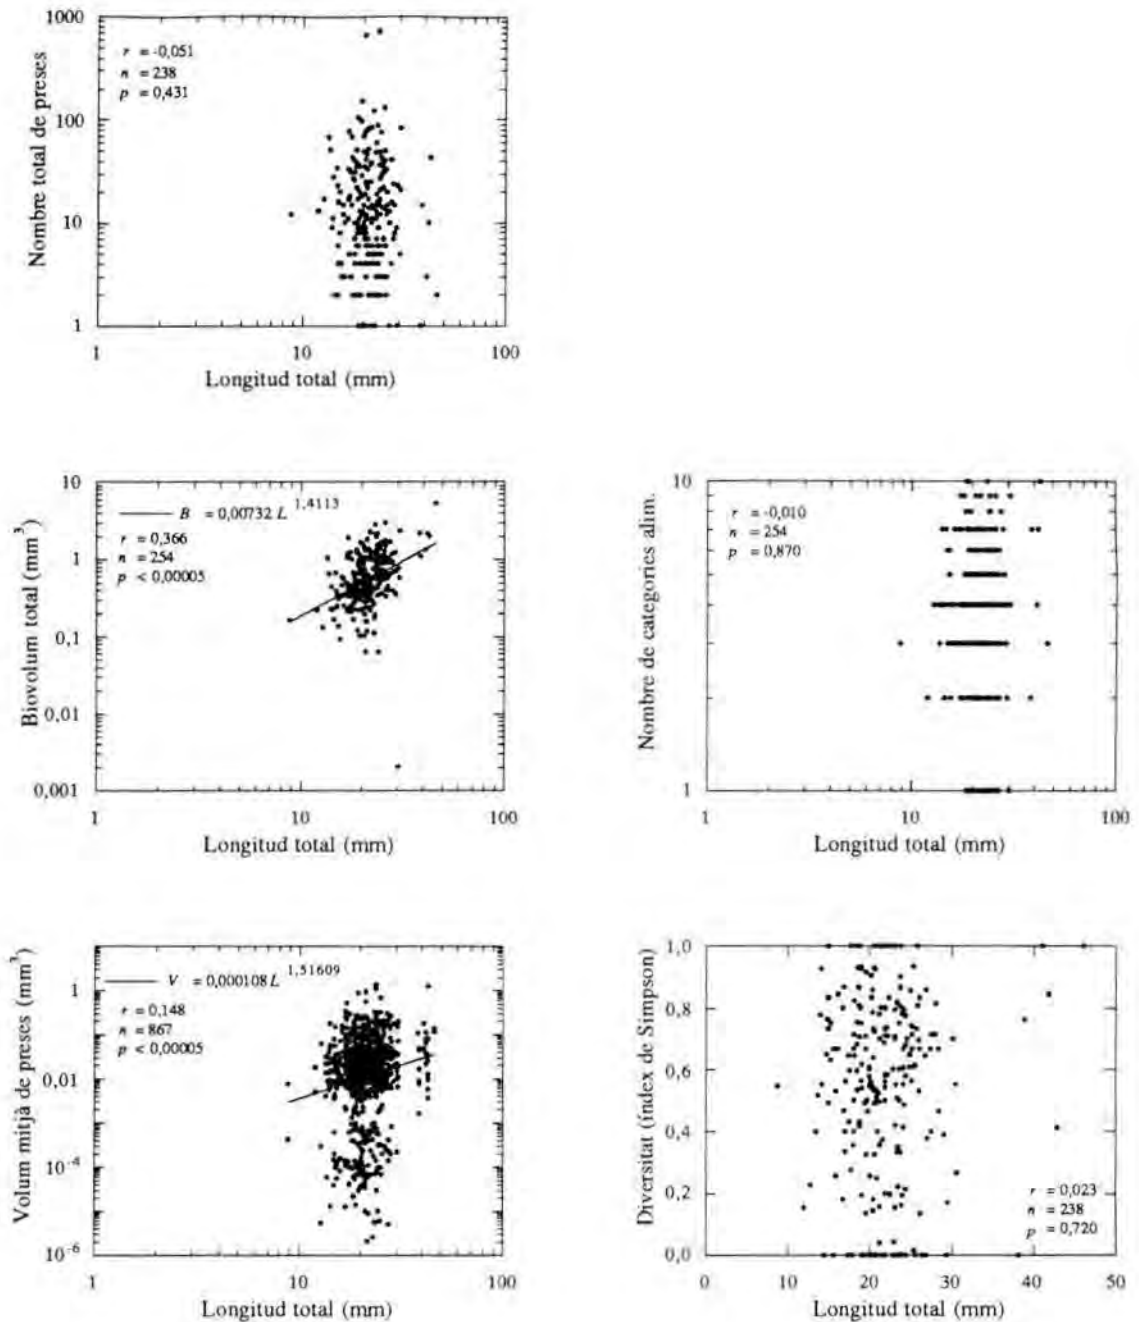 Nombre total de preses
1000
100
10
1
r = -0,051
n = 238
p = 0,431
1
10
100
Longitud total (mm)
Biovolum total (mm³)
10
1
0,1
0,01
0,001
B = 0,00732 L^1,4113
r = 0,366
n = 254
p < 0,00005
1
10
100
Longitud total (mm)
Nombre de categories alim.
10
1
r = -0,010
n = 254
p = 0,870
1
10
100
Longitud total (mm)
Volum mitjà de preses (mm³)
1
0,01
10⁻⁴
10⁻⁶
V = 0,000108 L^1,51609
r = 0,148
n = 867
p < 0,00005
1
10
100
Longitud total (mm)
Diversitat (índex de Simpson)
1,0
0,8
0,6
0,4
0,2
0,0
r = 0,023
n = 238
p = 0,720
0
10
20
30
40
50
Longitud total (mm)